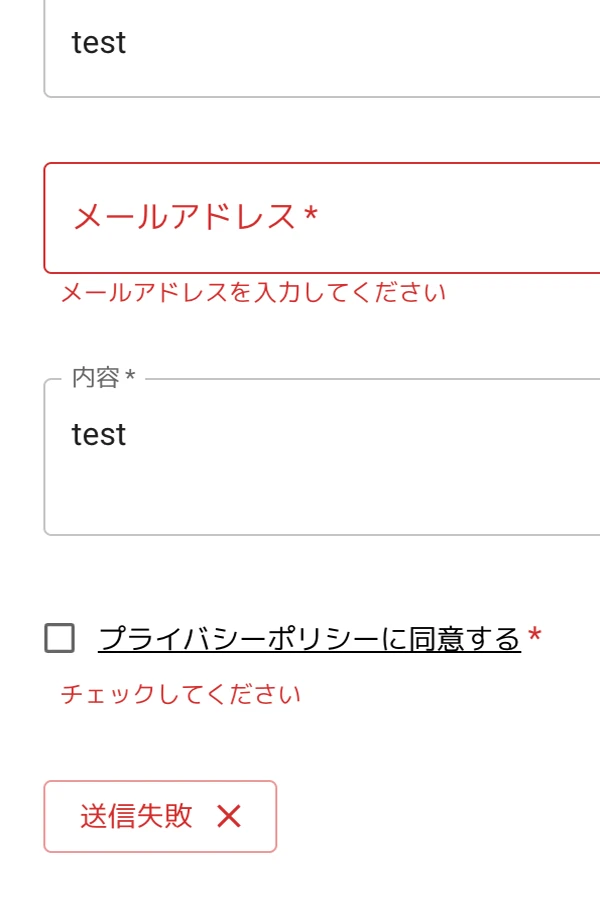 test
メールアドレス *
メールアドレスを入力してください
内容 *
test
プライバシーポリシーに同意する *
チェックしてください
送信失敗